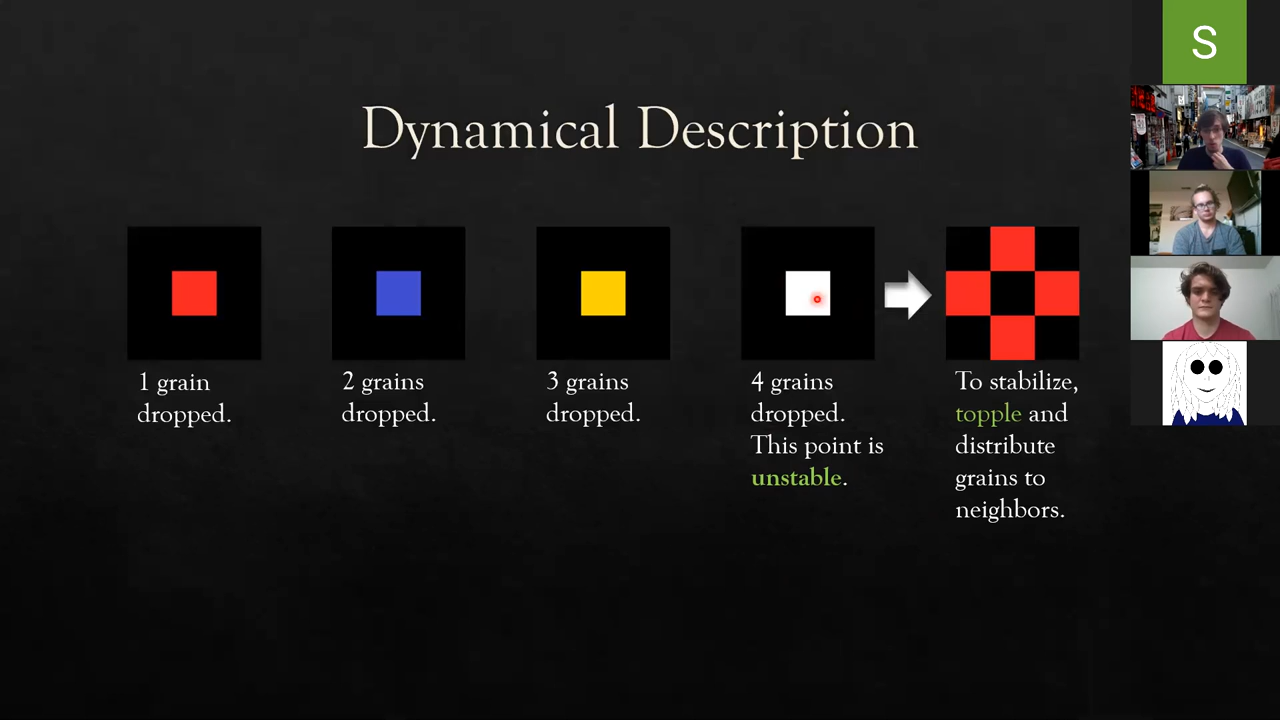 Dynamical Description
1 grain
dropped.
2 grains
dropped.
3 grains
dropped.
4 grains
dropped.
This point is
unstable.
To stabilize,
topple and
distribute
grains to
neighbors.
S